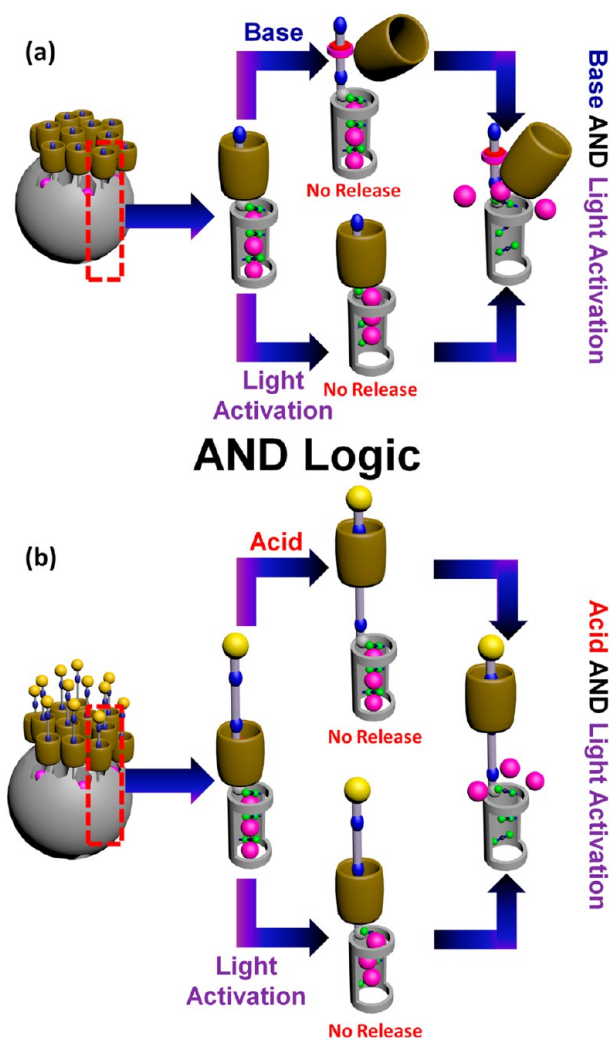 (a)
Base
No Release
Light
Activation
No Release
Base AND Light Activation
AND Logic
(b)
Acid
No Release
Light
Activation
No Release
Acid AND Light Activation